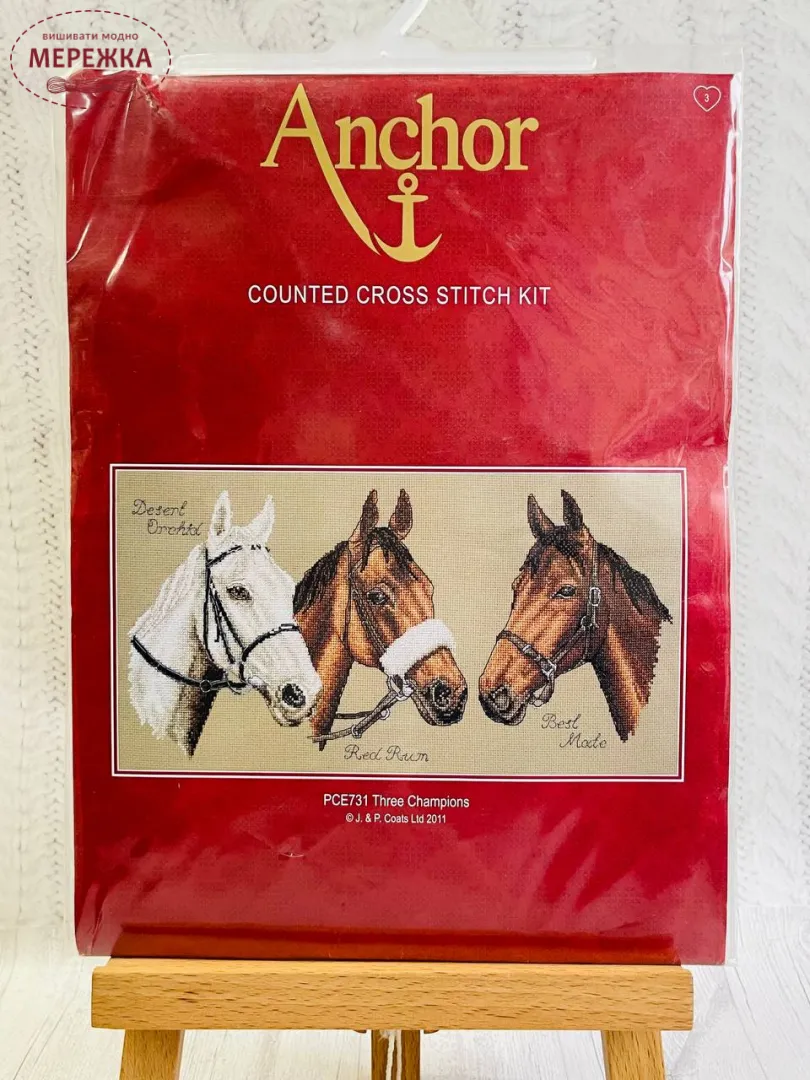 вишивати модно
МЕРЕЖКА
3
Anchor
COUNTED CROSS STITCH KIT
Desert
Orchid
Red Rum
Best
Mate
PCE731 Three Champions
© J. & P. Coats Ltd 2011